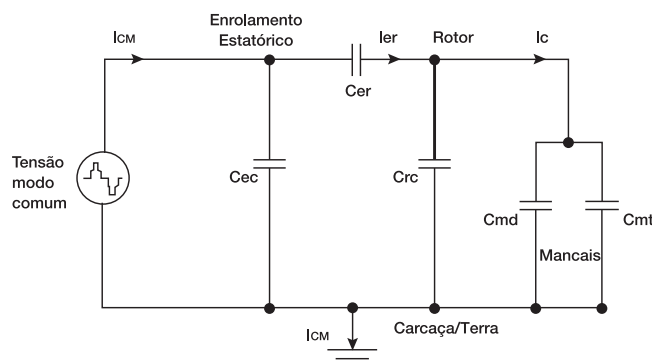 Enrolamento
Estatórico
ICM
Ier
Rotor
Ic
Cer
Tensão
modo
comum
Cec
Crc
Cmd
Cmt
Mancais
ICM
Carcaça/Terra